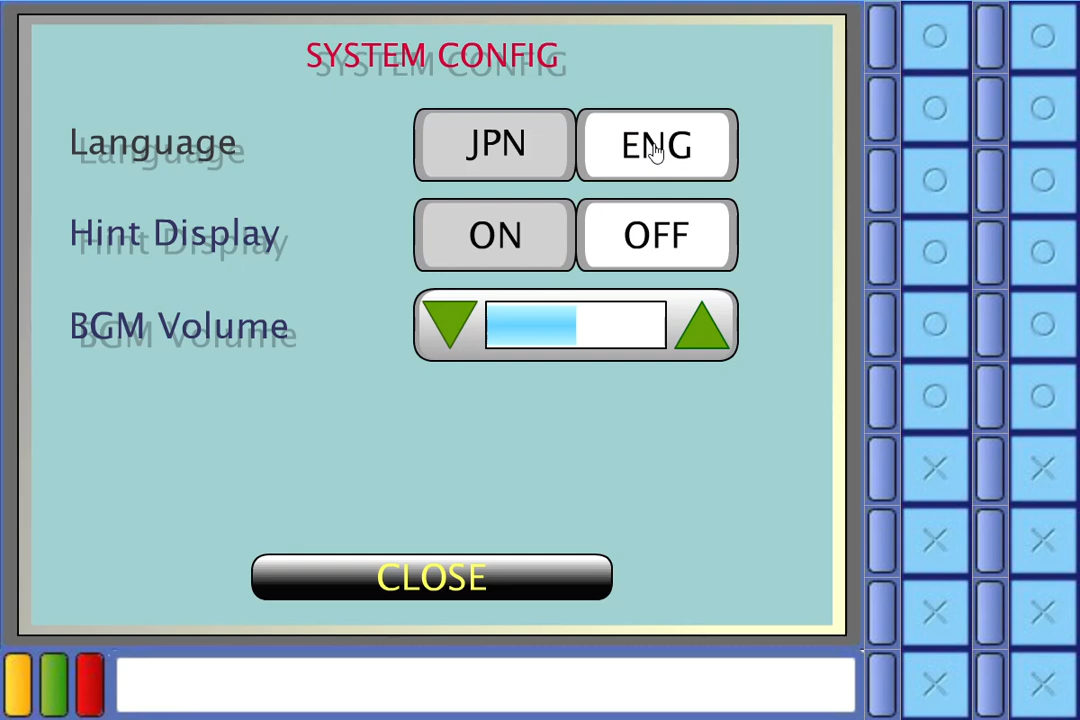 SYSTEM CONFIG
Language JPN ENG
Hint Display ON OFF
BGM Volume
CLOSE